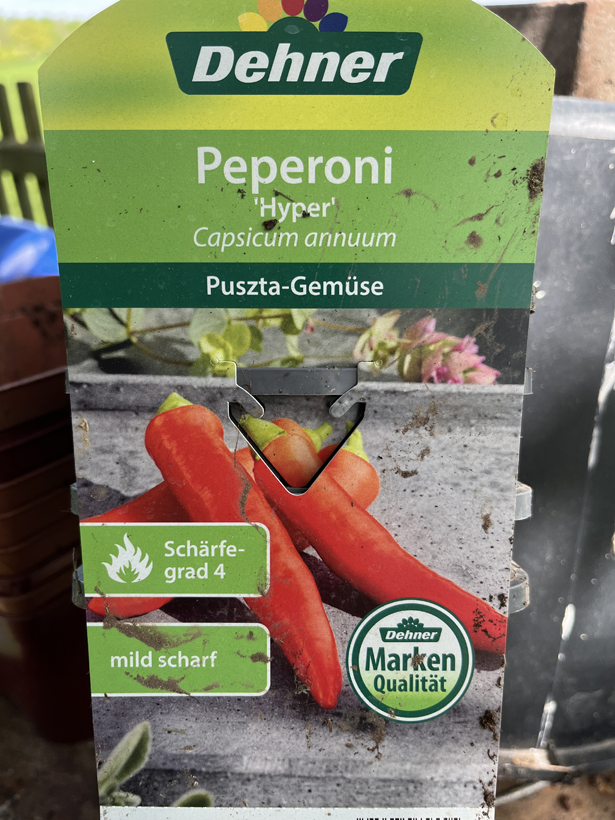 Dehner
Peperoni
'Hyper'
Capsicum annuum
Puszta-Gemüse
Schärfe-
grad 4
mild scharf
Dehner
Marken
Qualität